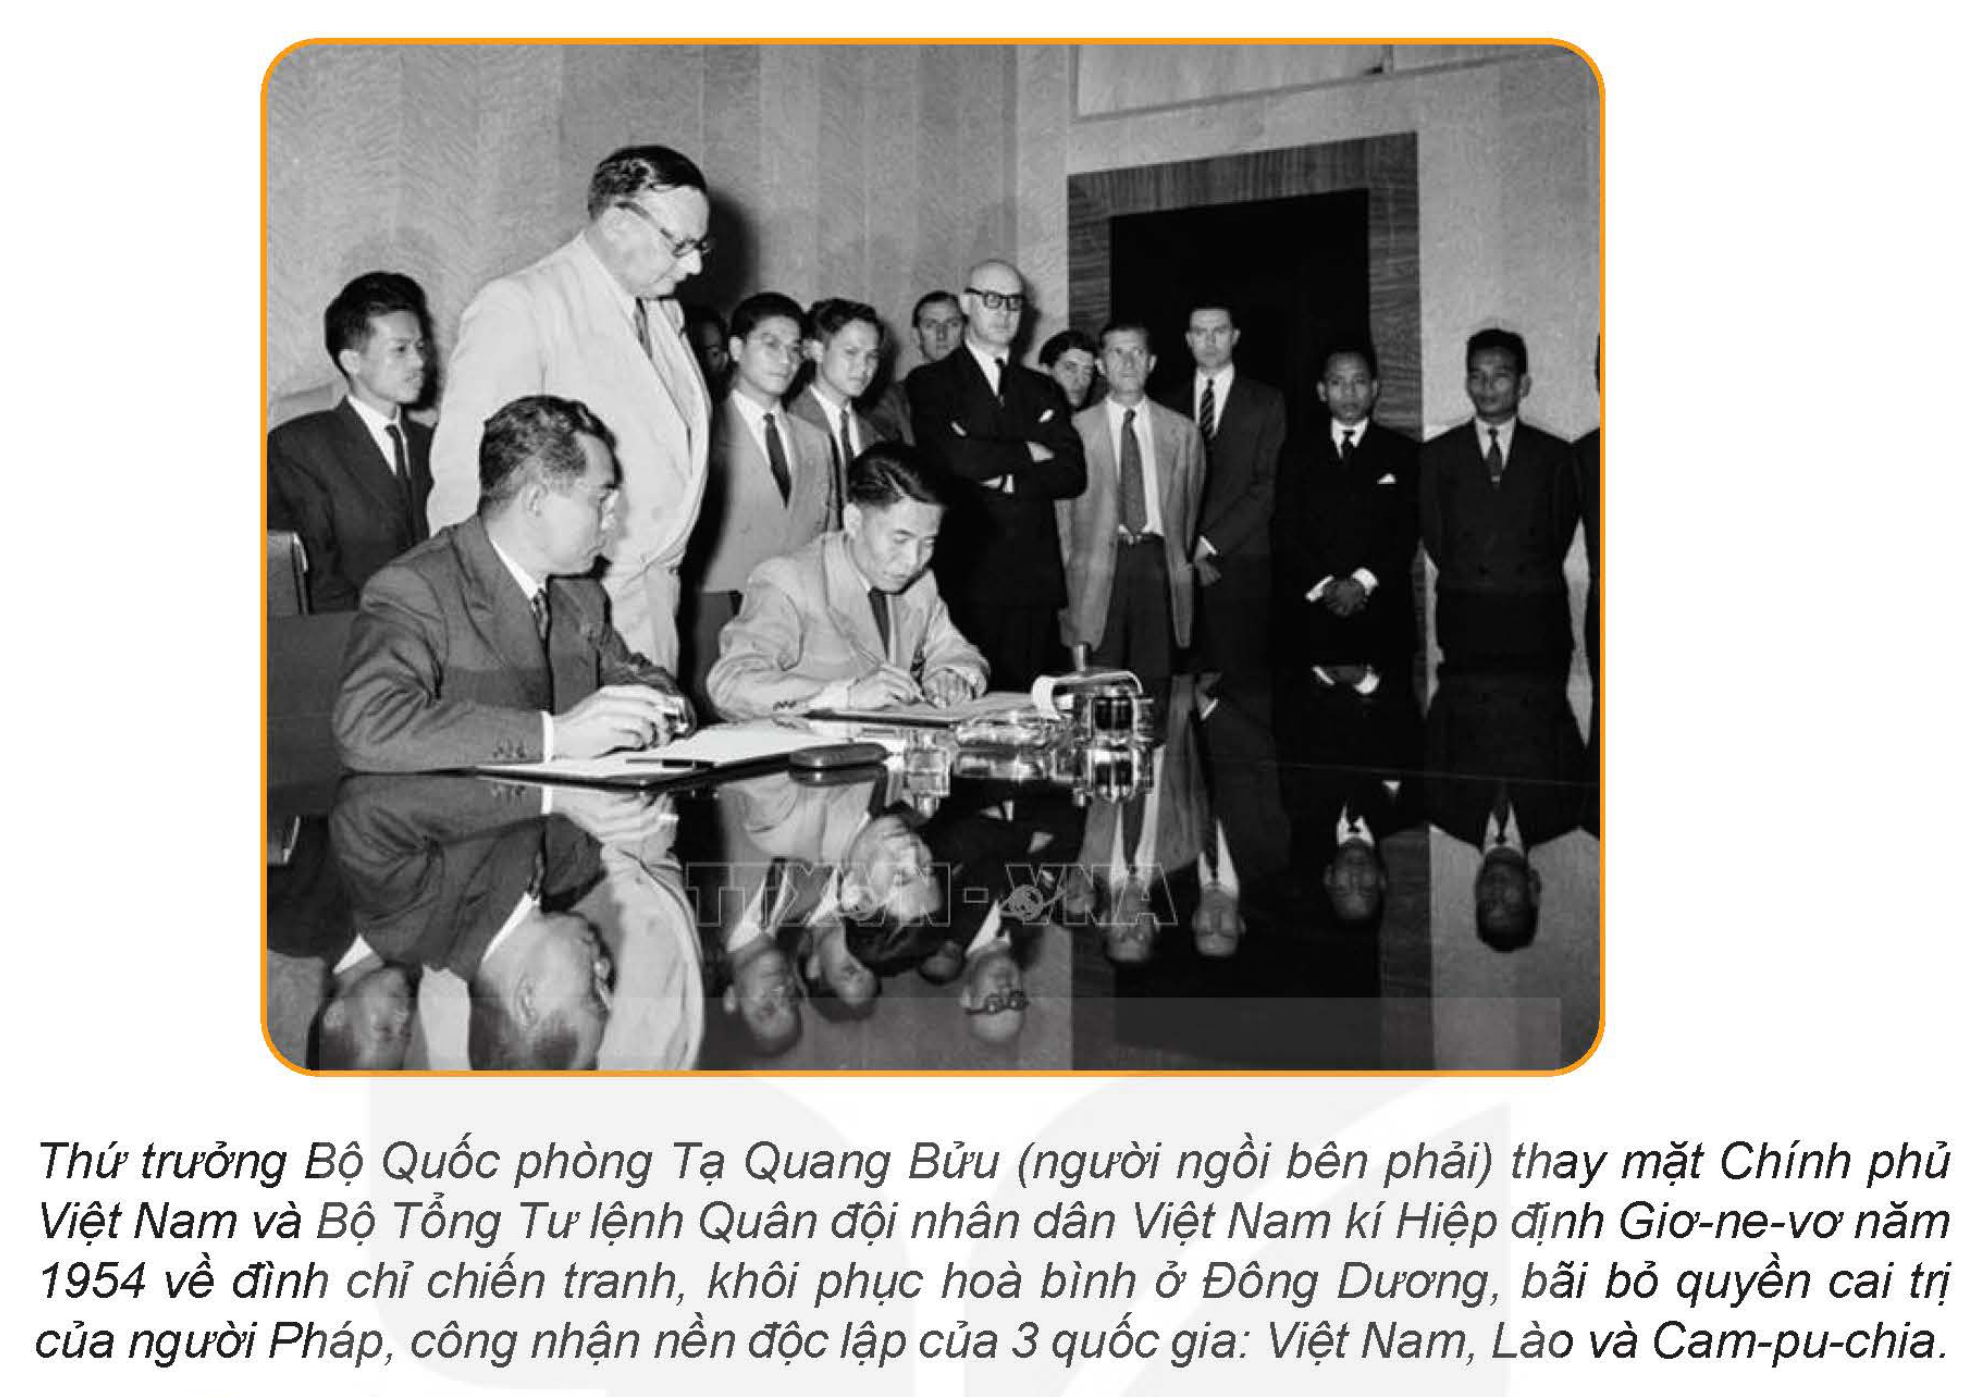 TTXVN - VNA
Thứ trưởng Bộ Quốc phòng Tạ Quang Bửu (người ngồi bên phải) thay mặt Chính phủ
Việt Nam và Bộ Tổng Tư lệnh Quân đội nhân dân Việt Nam kí Hiệp định Giơ-ne-vơ năm
1954 về đình chỉ chiến tranh, khôi phục hoà bình ở Đông Dương, bãi bỏ quyền cai trị
của người Pháp, công nhận nền độc lập của 3 quốc gia: Việt Nam, Lào và Cam-pu-chia.